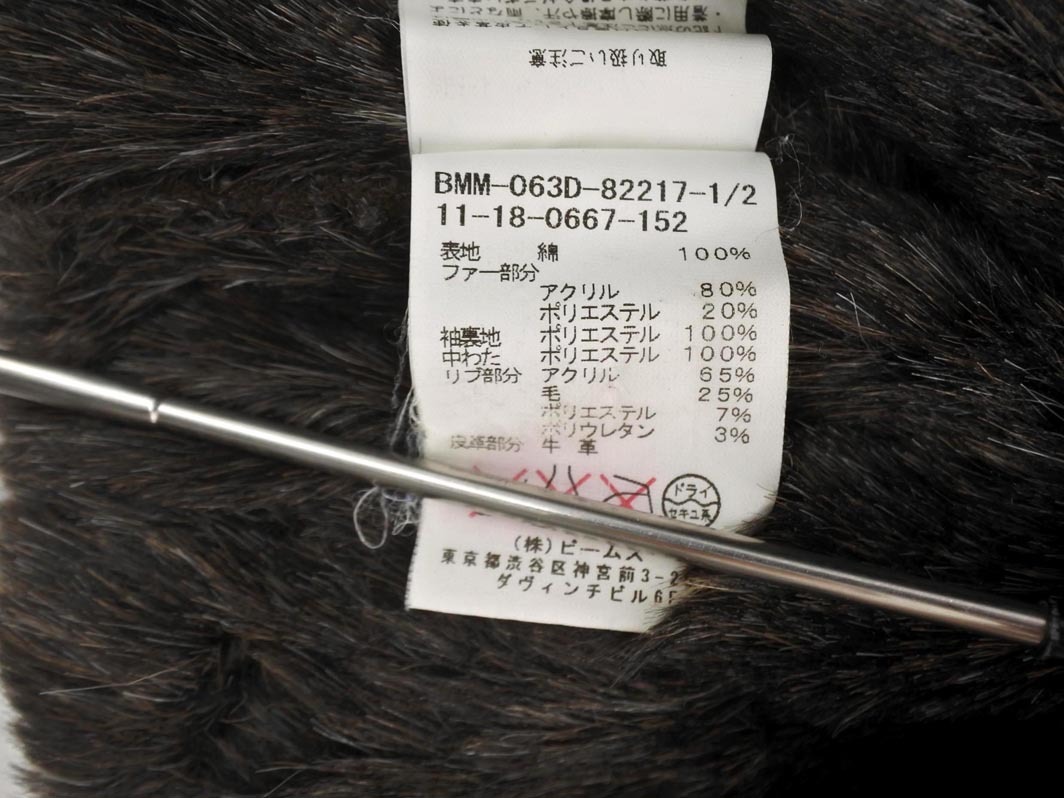 取り扱いご注意
BMM-063D-82217-1/2
11-18-0667-152
表地 綿 100%
ファー部分
アクリル 80%
ポリエステル 20%
袖裏地 ポリエステル 100%
中わた ポリエステル 100%
リブ部分 アクリル 65%
毛 25%
ポリエステル 7%
ポリウレタン 3%
皮革部分 牛革
ドライ
セキユ系
(株)ビームス
東京都渋谷区神宮前3-2
ダヴィンチビル6F